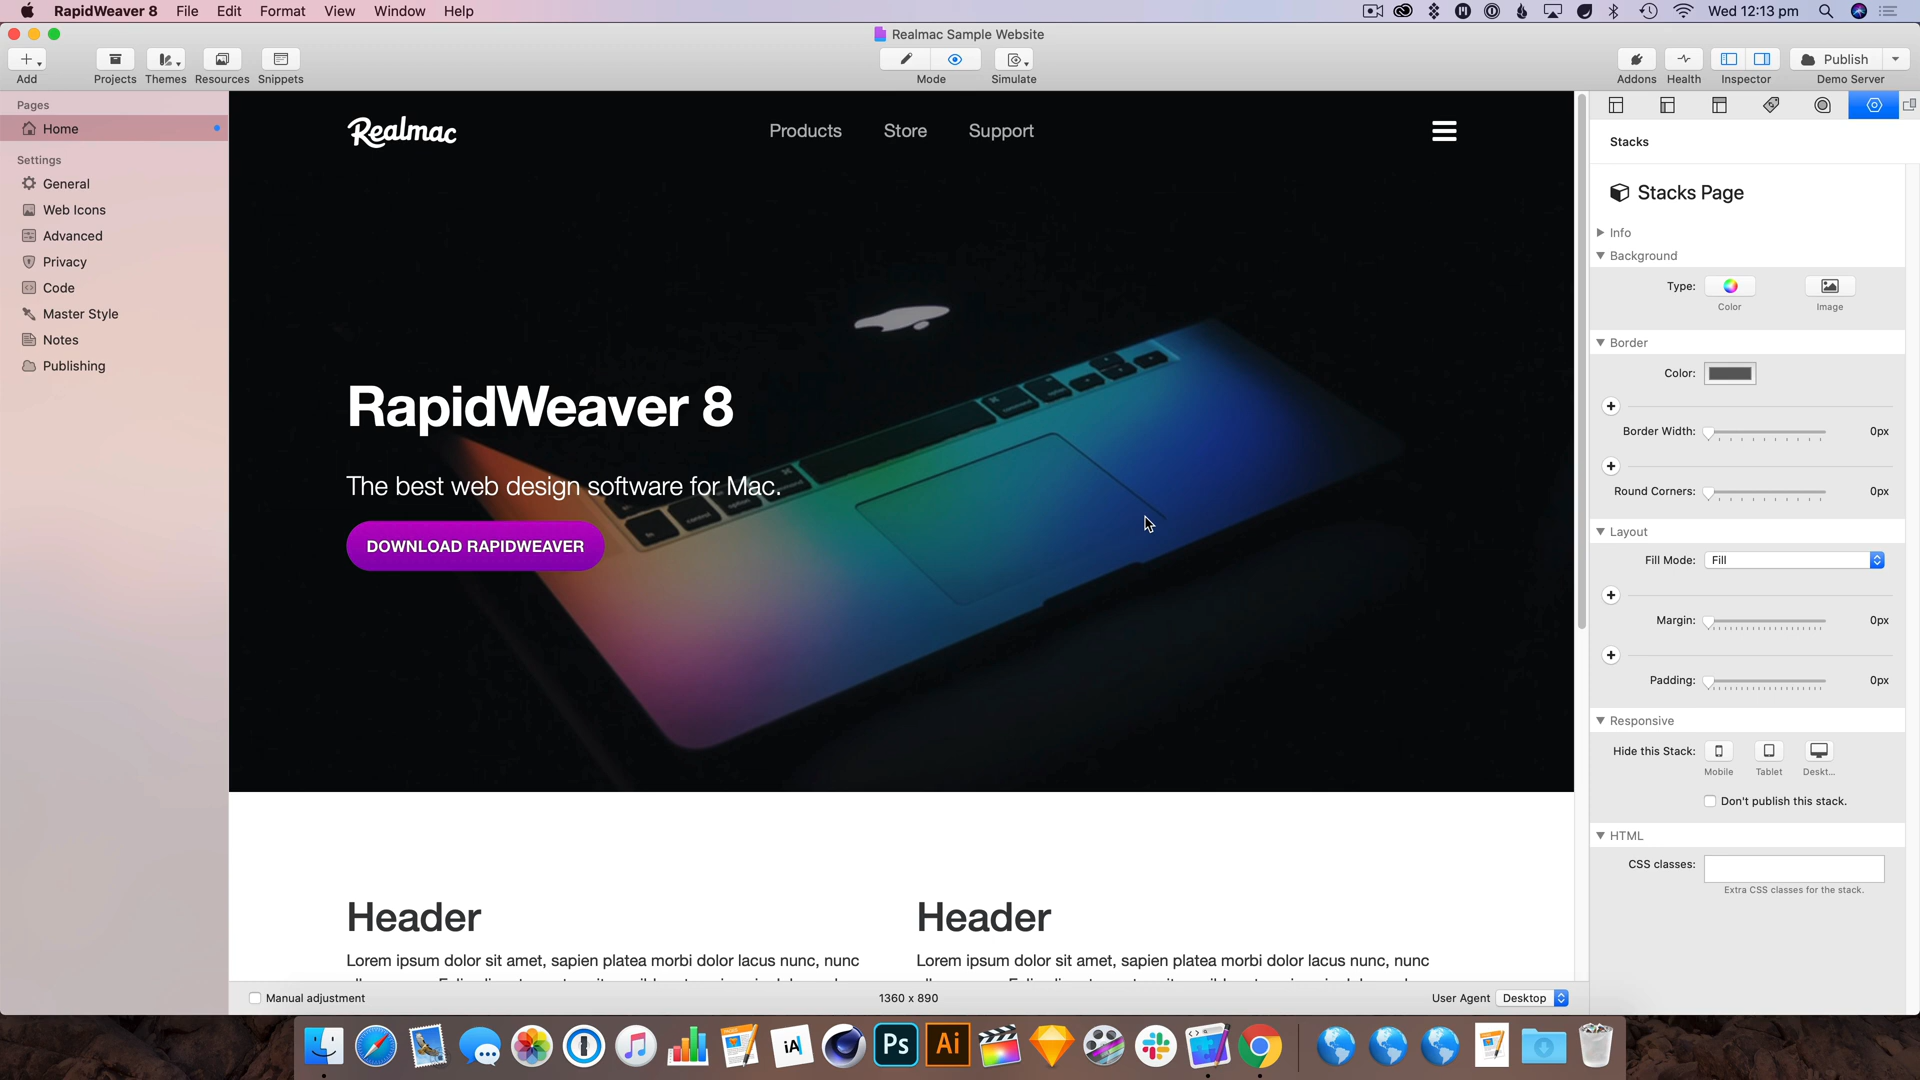 RapidWeaver 8 File Edit Format View Window Help Wed 12:13 pm
Realmac Sample Website
Add Projects Themes Resources Snippets Mode Simulate Addons Health Inspector Publish Demo Server
Pages
Home
Settings
General
Web Icons
Advanced
Privacy
Code
Master Style
Notes
Publishing
Realmac Products Store Support
RapidWeaver 8
The best web design software for Mac.
DOWNLOAD RAPIDWEAVER
Header
Lorem ipsum dolor sit amet, sapien platea morbi dolor lacus nunc, nunc
Header
Lorem ipsum dolor sit amet, sapien platea morbi dolor lacus nunc, nunc
Manual adjustment 1360 x 890 User Agent Desktop
Stacks
Stacks Page
Info
Background
Type: Color Image
Border
Color:
Border Width: 0px
Round Corners: 0px
Layout
Fill Mode: Fill
Margin: 0px
Padding: 0px
Responsive
Hide this Stack: Mobile Tablet Deskt...
Don't publish this stack.
HTML
CSS classes:
Extra CSS classes for the stack.
iA Ps Ai